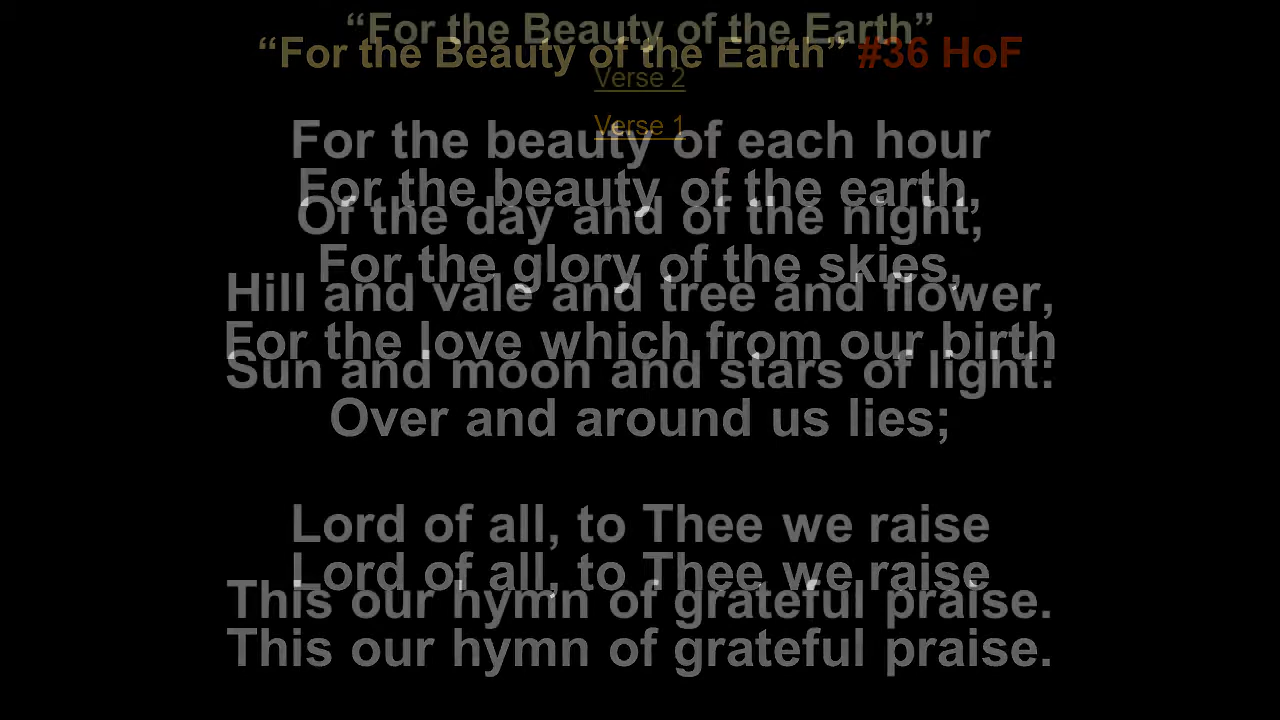 “For the Beauty of the Earth”
“For the Beauty of the Earth” #36 HoF
Verse 2
Verse 1
For the beauty of each hour
For the beauty of the earth,
Of the day and of the night,
For the glory of the skies,
Hill and vale and tree and flower,
For the love which from our birth
Sun and moon and stars of light:
Over and around us lies;
Lord of all, to Thee we raise
Lord of all, to Thee we raise
This our hymn of grateful praise.
This our hymn of grateful praise.